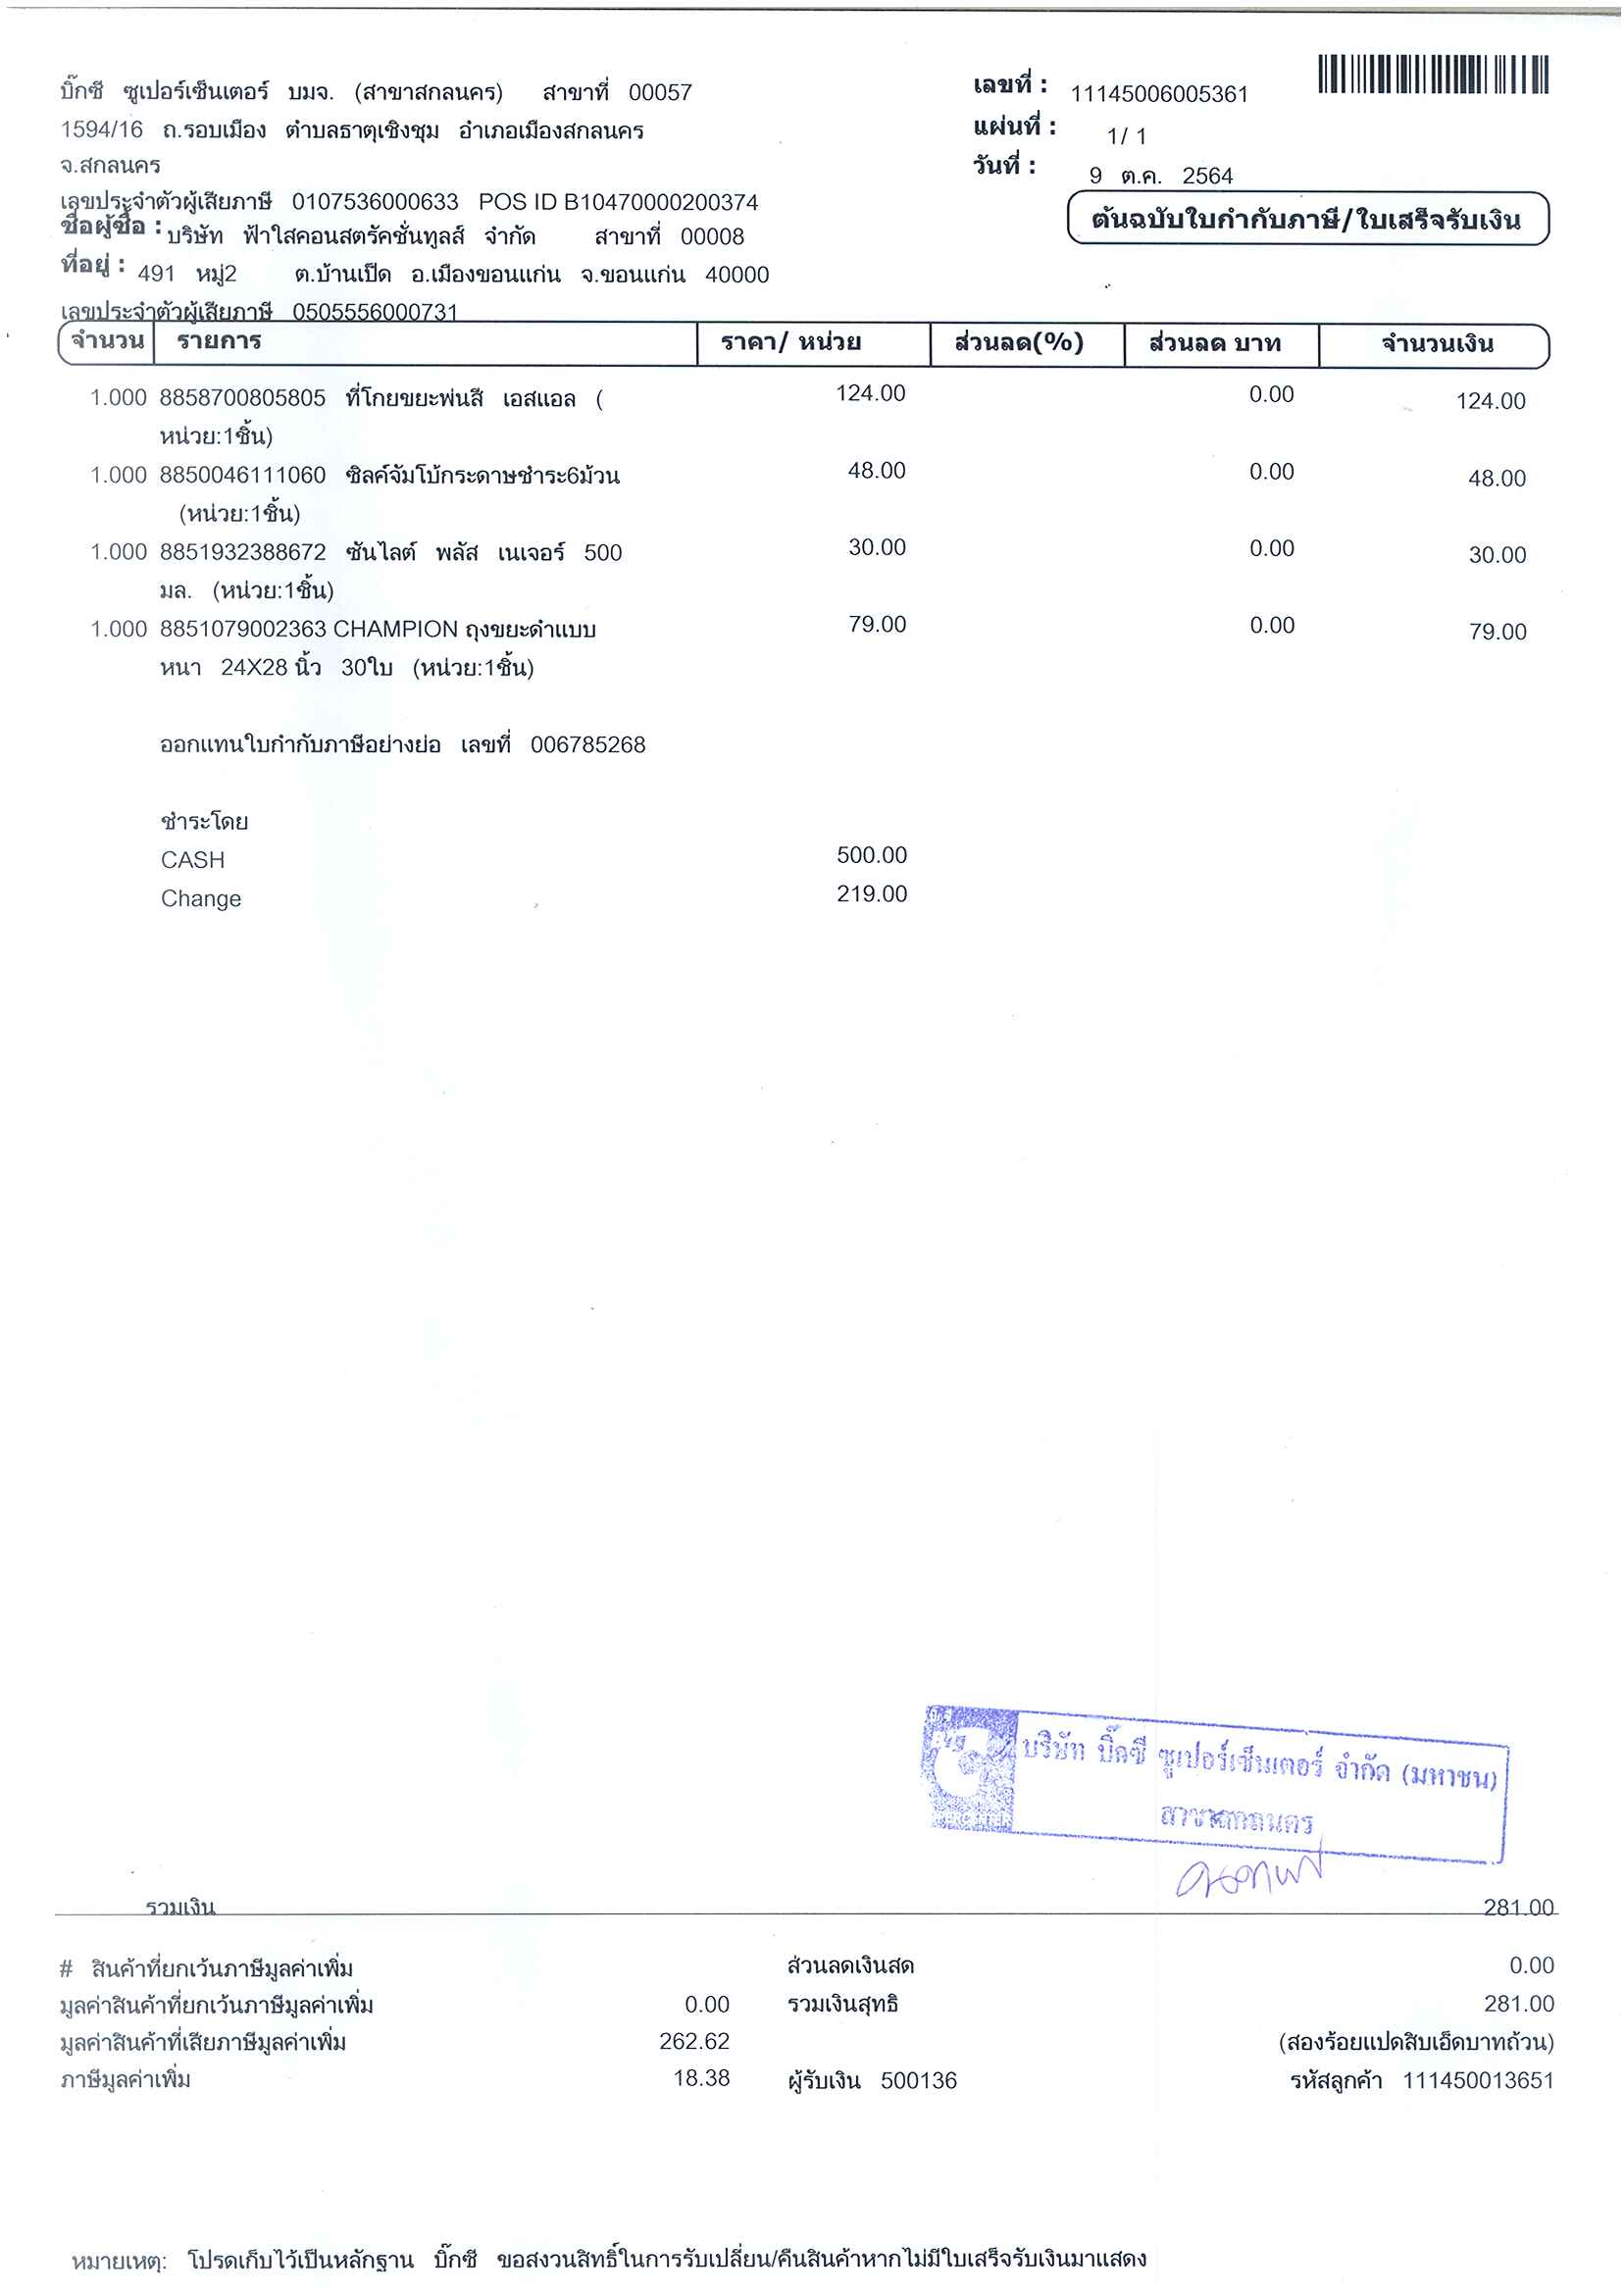 บิ๊กซี ซูเปอร์เซ็นเตอร์ บมจ. (สาขาสกลนคร) สาขาที่ 00057
1594/16 ถ.รอบเมือง ตำบลธาตุเชิงชุม อำเภอเมืองสกลนคร
จ.สกลนคร
เลขประจำตัวผู้เสียภาษี 0107536000633 POS ID B10470000200374
เลขที่ : 11145006005361
แผ่นที่ : 1/ 1
วันที่ : 9 ต.ค. 2564
ต้นฉบับใบกำกับภาษี/ใบเสร็จรับเงิน
ชื่อผู้ซื้อ : บริษัท ฟ้าใสคอนสตรัคชั่นทูลส์ จำกัด สาขาที่ 00008
ที่อยู่ : 491 หมู่2 ต.บ้านเป็ด อ.เมืองขอนแก่น จ.ขอนแก่น 40000
เลขประจำตัวผู้เสียภาษี 0505556000731
จำนวน รายการ ราคา/ หน่วย ส่วนลด(%) ส่วนลด บาท จำนวนเงิน
1.000 8858700805805 ที่โกยขยะพ่นสี เอสแอล ( 124.00 0.00 124.00
หน่วย:1ชิ้น)
1.000 8850046111060 ซิลค์จัมโบ้กระดาษชำระ6ม้วน 48.00 0.00 48.00
(หน่วย:1ชิ้น)
1.000 8851932388672 ซันไลต์ พลัส เนเจอร์ 500 30.00 0.00 30.00
มล. (หน่วย:1ชิ้น)
1.000 8851079002363 CHAMPION ถุงขยะดำแบบ 79.00 0.00 79.00
หนา 24X28 นิ้ว 30ใบ (หน่วย:1ชิ้น)
ออกแทนใบกำกับภาษีอย่างย่อ เลขที่ 006785268
ชำระโดย
CASH 500.00
Change 219.00
บริษัท บิ๊กซี ซูเปอร์เซ็นเตอร์ จำกัด (มหาชน)
สาขาสกลนคร
รวมเงิน 281.00
# สินค้าที่ยกเว้นภาษีมูลค่าเพิ่ม ส่วนลดเงินสด 0.00
มูลค่าสินค้าที่ยกเว้นภาษีมูลค่าเพิ่ม 0.00 รวมเงินสุทธิ 281.00
มูลค่าสินค้าที่เสียภาษีมูลค่าเพิ่ม 262.62 (สองร้อยแปดสิบเอ็ดบาทถ้วน)
ภาษีมูลค่าเพิ่ม 18.38 ผู้รับเงิน 500136 รหัสลูกค้า 111450013651
หมายเหตุ: โปรดเก็บไว้เป็นหลักฐาน บิ๊กซี ขอสงวนสิทธิ์ในการรับเปลี่ยน/คืนสินค้าหากไม่มีใบเสร็จรับเงินมาแสดง